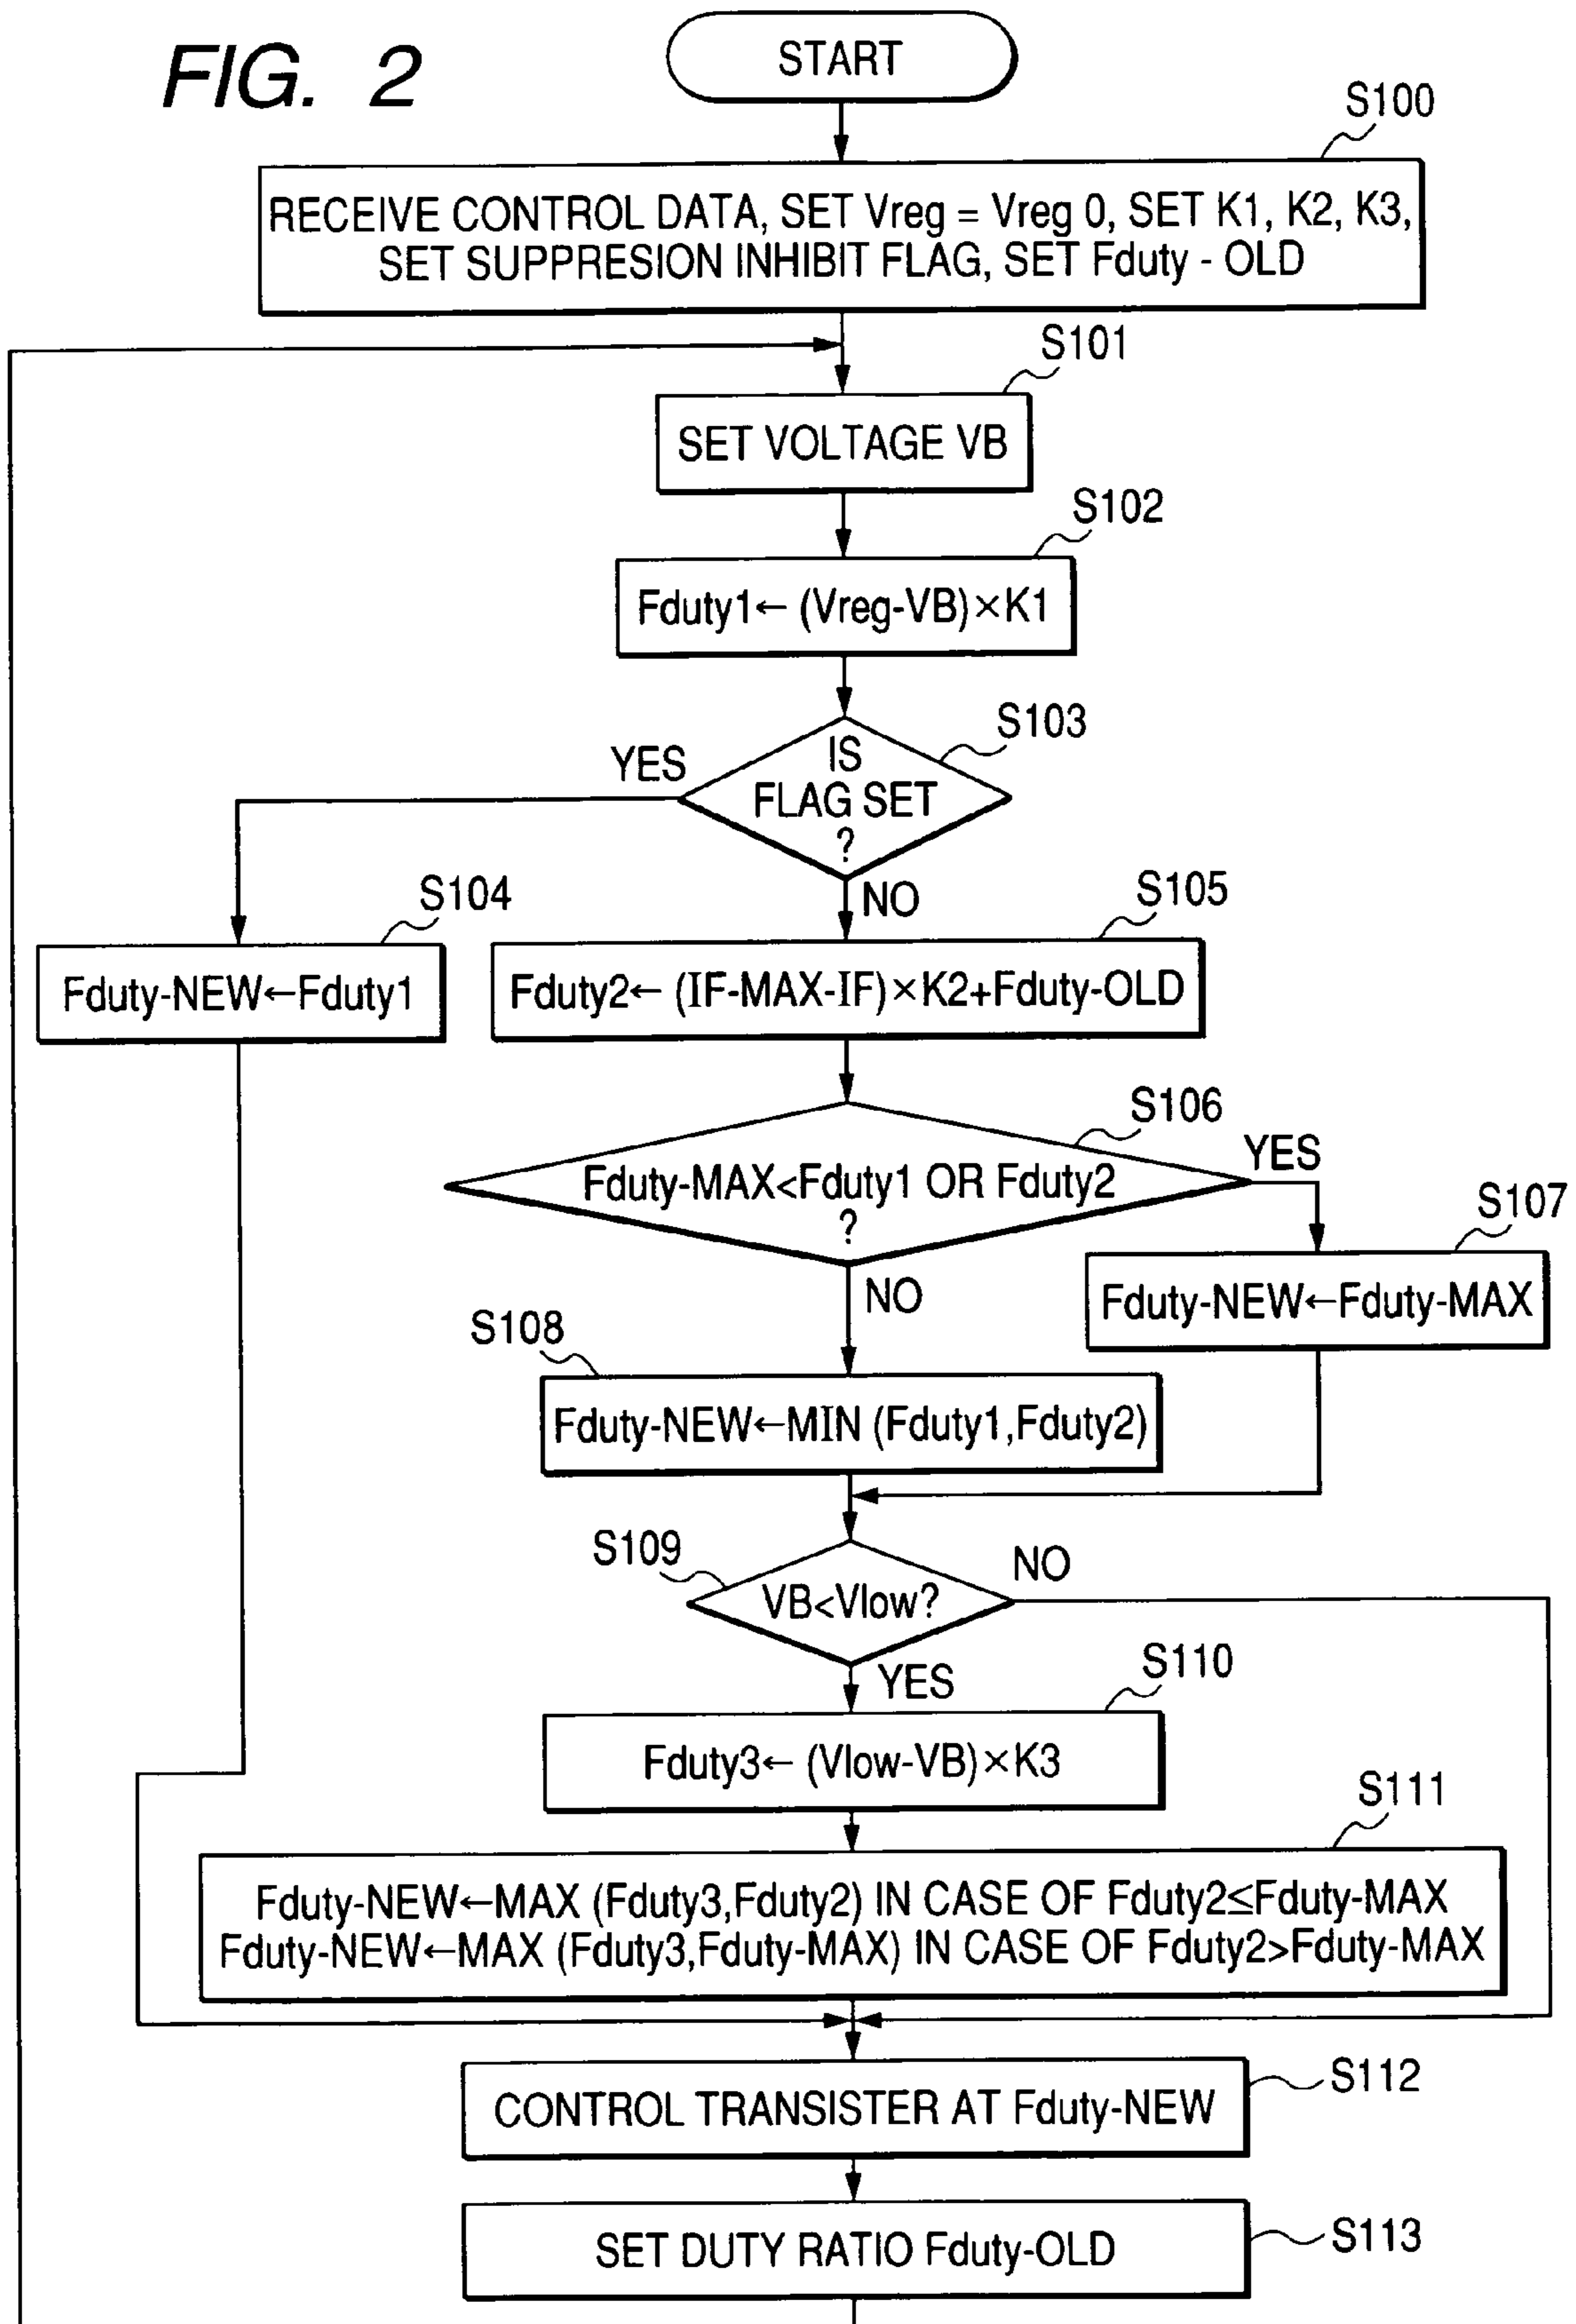 FIG. 2
START
S100
RECEIVE CONTROL DATA, SET Vreg = Vreg 0, SET K1, K2, K3,
SET SUPPRESION INHIBIT FLAG, SET Fduty - OLD
S101
SET VOLTAGE VB
S102
Fduty1← (Vreg-VB)×K1
S103
IS
FLAG SET
?
YES
NO
S104
Fduty-NEW←Fduty1
S105
Fduty2← (IF-MAX-IF)×K2+Fduty-OLD
S106
Fduty-MAX<Fduty1 OR Fduty2
?
YES
NO
S107
Fduty-NEW←Fduty-MAX
S108
Fduty-NEW←MIN (Fduty1,Fduty2)
S109
VB<Vlow?
NO
YES
S110
Fduty3← (Vlow-VB)×K3
S111
Fduty-NEW←MAX (Fduty3,Fduty2) IN CASE OF Fduty2≤Fduty-MAX
Fduty-NEW←MAX (Fduty3,Fduty-MAX) IN CASE OF Fduty2>Fduty-MAX
S112
CONTROL TRANSISTER AT Fduty-NEW
S113
SET DUTY RATIO Fduty-OLD